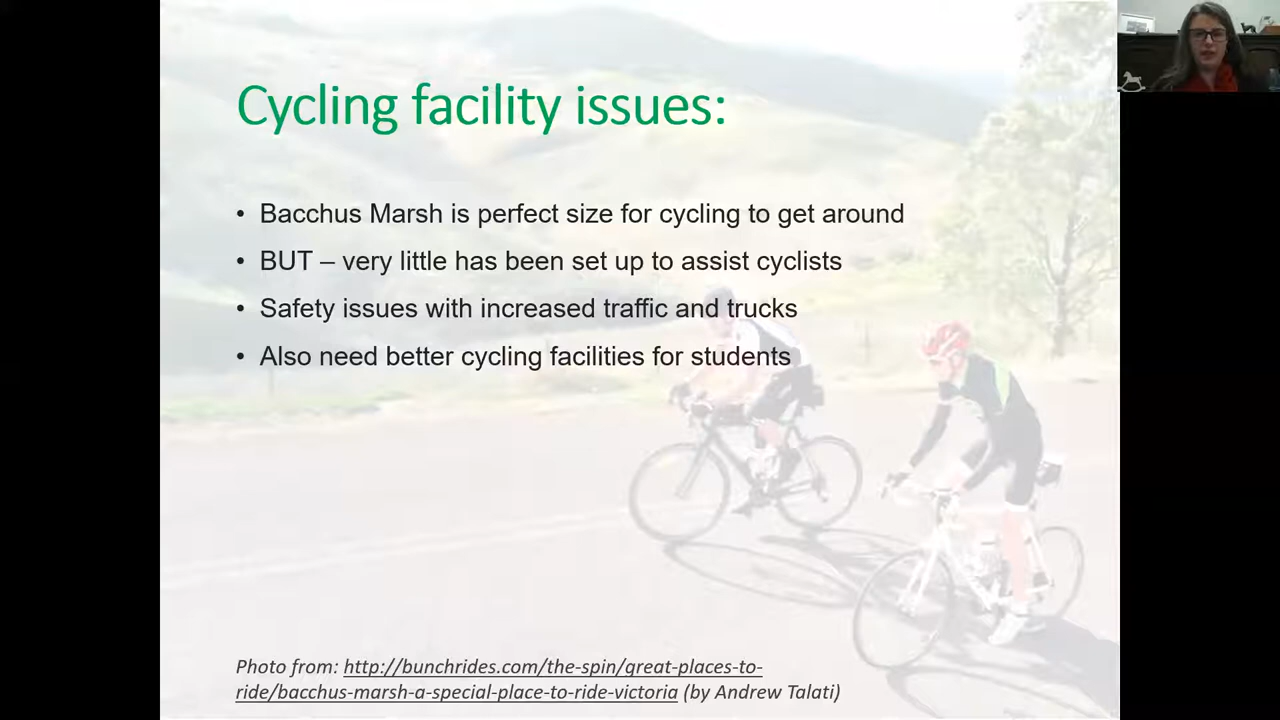 Cycling facility issues:
• Bacchus Marsh is perfect size for cycling to get around
• BUT – very little has been set up to assist cyclists
• Safety issues with increased traffic and trucks
• Also need better cycling facilities for students
Photo from: http://bunchrides.com/the-spin/great-places-to-
ride/bacchus-marsh-a-special-place-to-ride-victoria (by Andrew Talati)